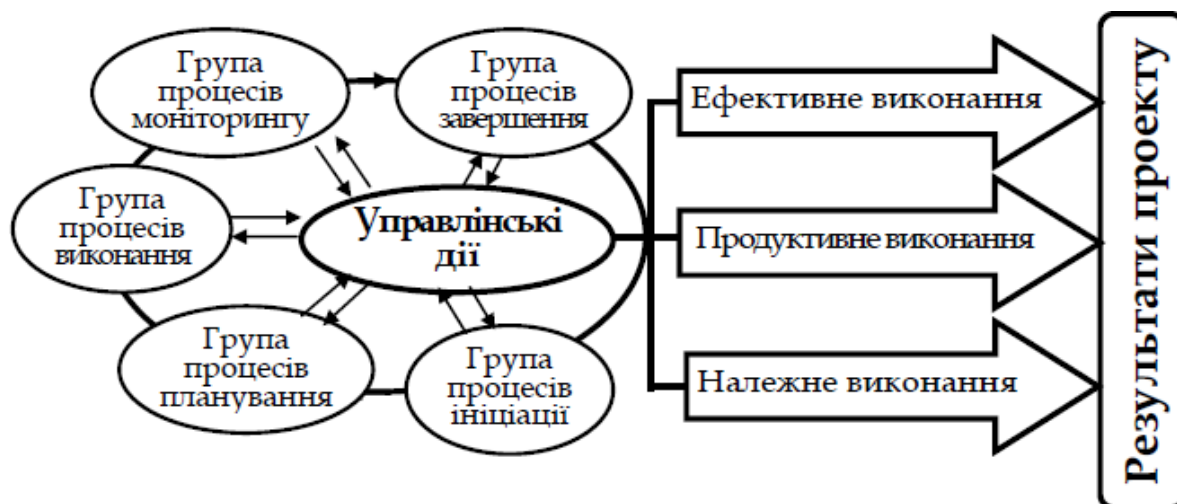 Група
процесів
моніторингу
Група
процесів
завершення
Група
процесів
виконання
Управлінські
дії
Група
процесів
планування
Група
процесів
ініціації
Ефективне виконання
Продуктивне виконання
Належне виконання
Результати проекту